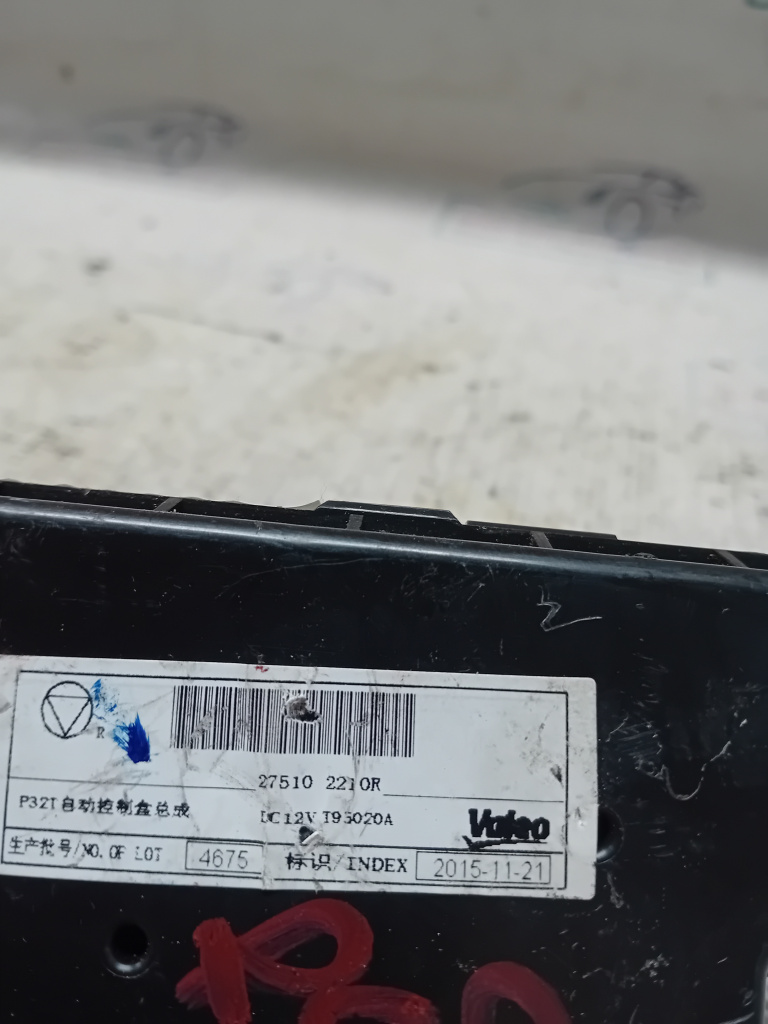 R
27510 2210R
P32T自动控制盒总成
DC12V T95020A
Valeo
生产批号/NO. OF LOT 4675 标识/INDEX 2015-11-21